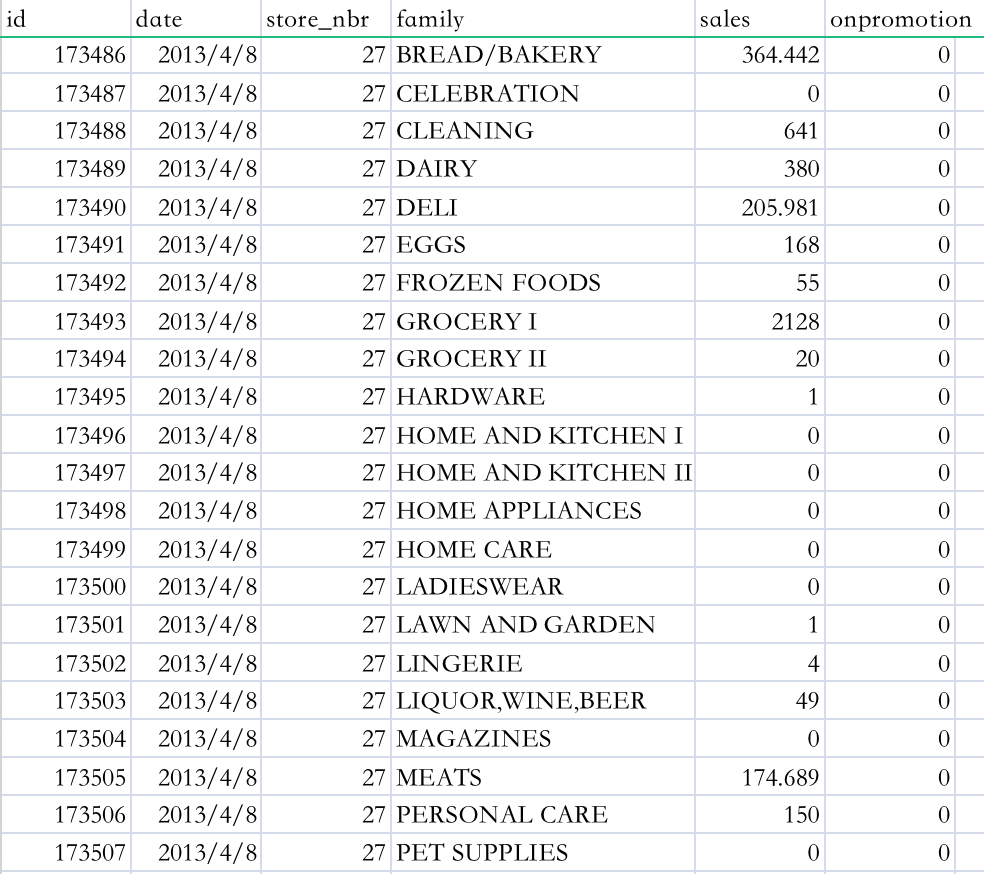 id date store_nbr family sales onpromotion
173486 2013/4/8 27 BREAD/BAKERY 364.442 0
173487 2013/4/8 27 CELEBRATION 0 0
173488 2013/4/8 27 CLEANING 641 0
173489 2013/4/8 27 DAIRY 380 0
173490 2013/4/8 27 DELI 205.981 0
173491 2013/4/8 27 EGGS 168 0
173492 2013/4/8 27 FROZEN FOODS 55 0
173493 2013/4/8 27 GROCERY I 2128 0
173494 2013/4/8 27 GROCERY II 20 0
173495 2013/4/8 27 HARDWARE 1 0
173496 2013/4/8 27 HOME AND KITCHEN I 0 0
173497 2013/4/8 27 HOME AND KITCHEN II 0 0
173498 2013/4/8 27 HOME APPLIANCES 0 0
173499 2013/4/8 27 HOME CARE 0 0
173500 2013/4/8 27 LADIESWEAR 0 0
173501 2013/4/8 27 LAWN AND GARDEN 1 0
173502 2013/4/8 27 LINGERIE 4 0
173503 2013/4/8 27 LIQUOR,WINE,BEER 49 0
173504 2013/4/8 27 MAGAZINES 0 0
173505 2013/4/8 27 MEATS 174.689 0
173506 2013/4/8 27 PERSONAL CARE 150 0
173507 2013/4/8 27 PET SUPPLIES 0 0